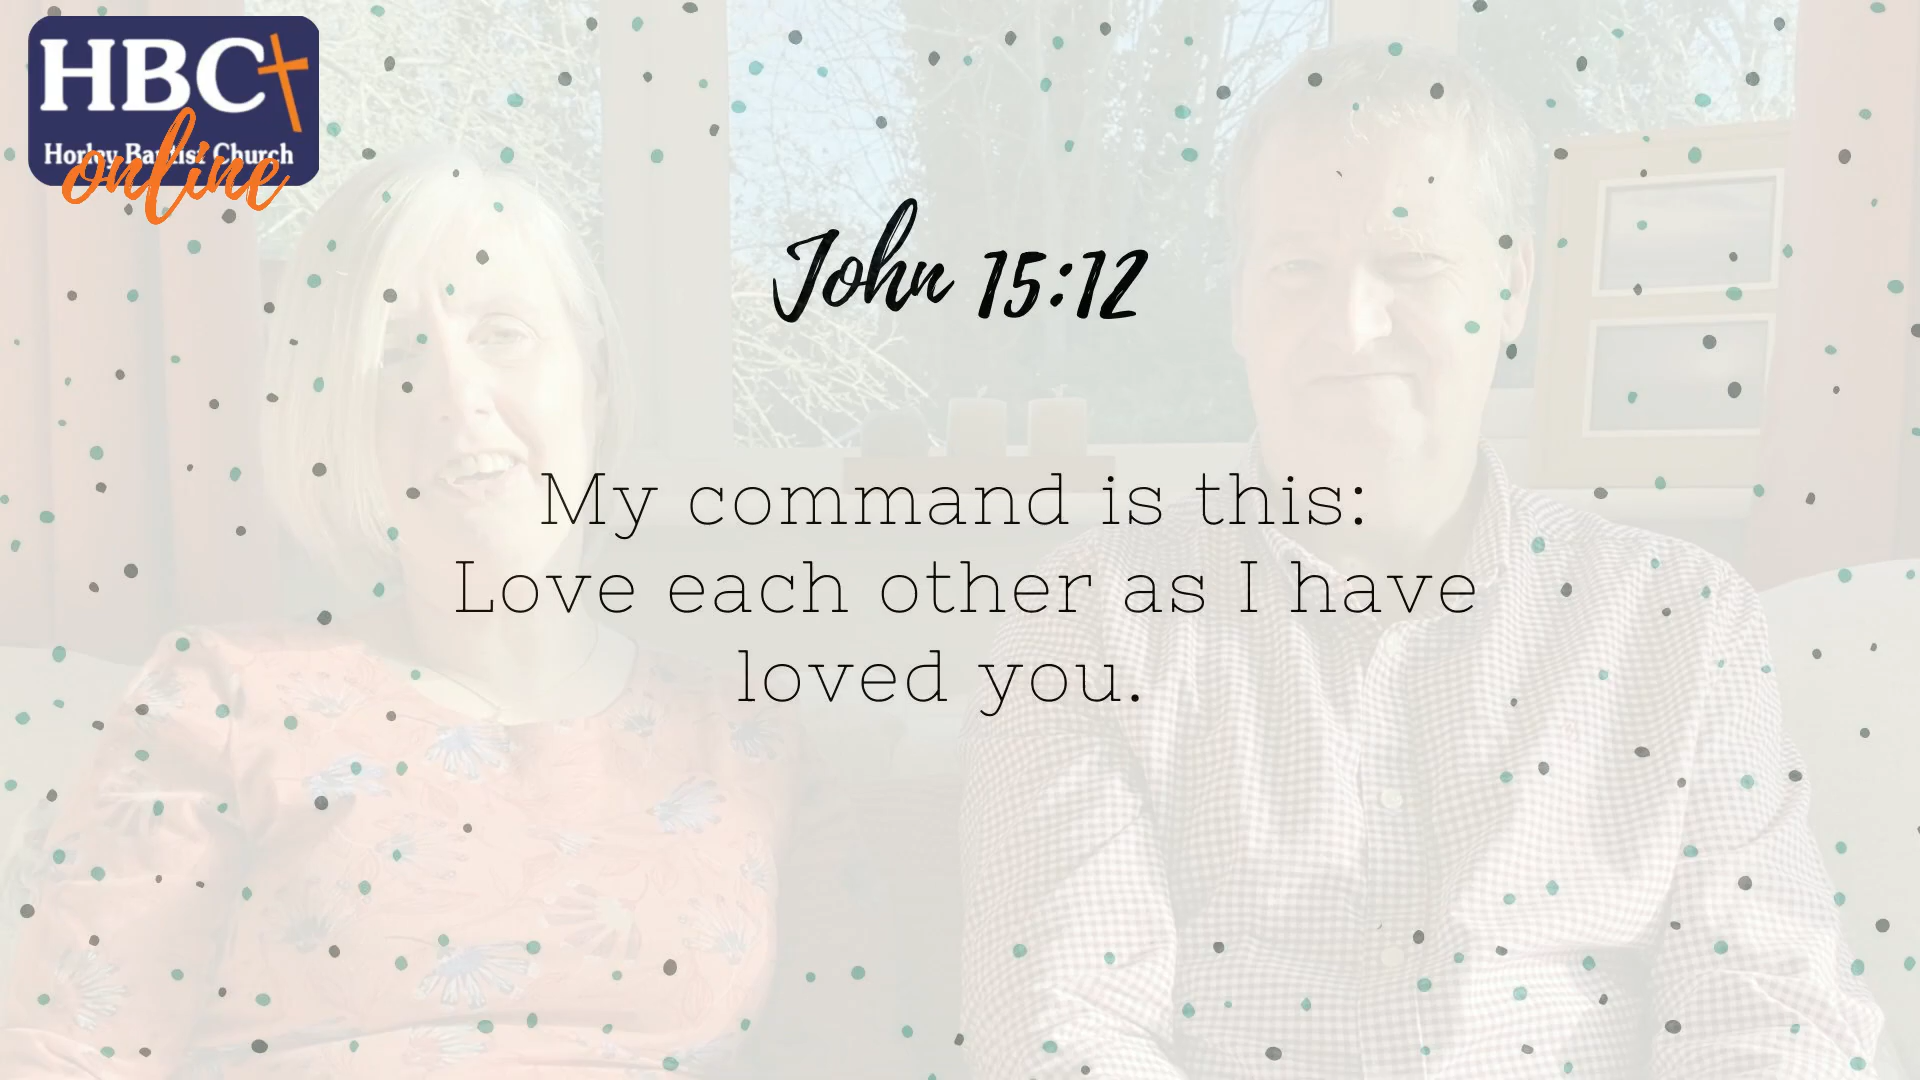 HBC
Horley Baptist Church
online
John 15:12
My command is this:
Love each other as I have
loved you.